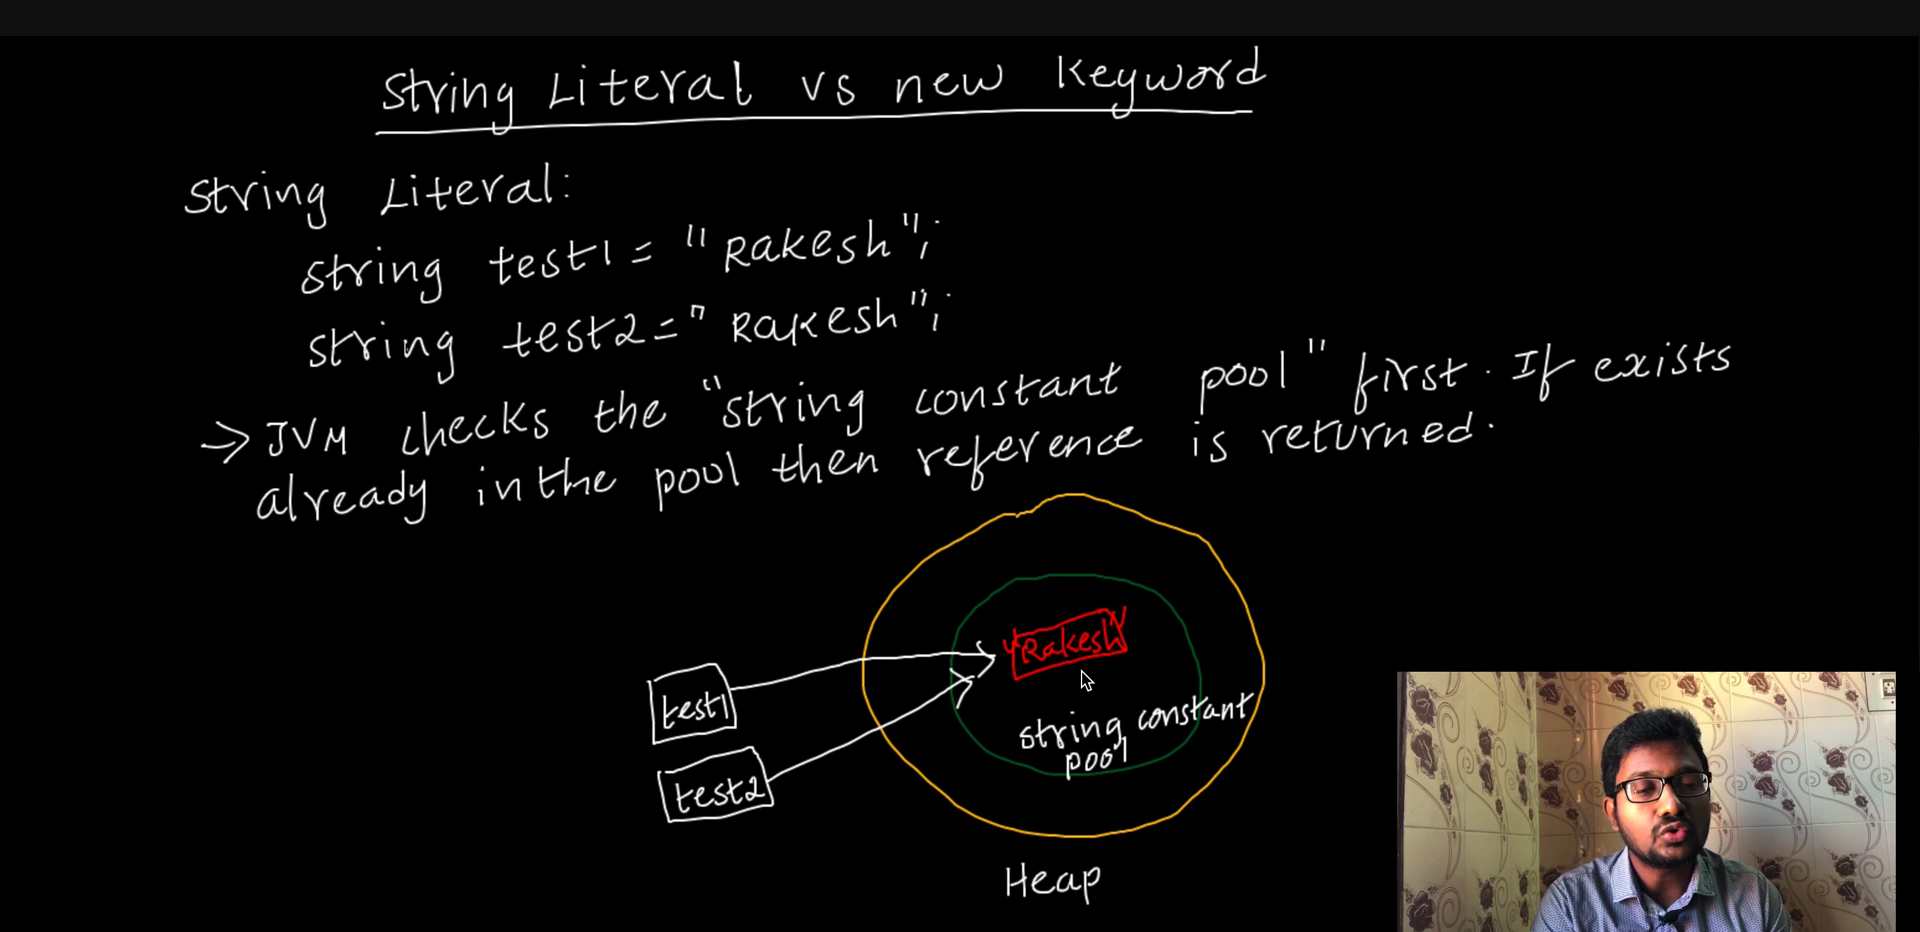 String Literal vs new Keyword
String Literal:
string test1 = "Rakesh";
string test2 = "Rakesh";
→ JVM checks the "string constant pool" first. If exists
already in the pool then reference is returned.
"Rakesh"
test1
string constant
pool
test2
Heap